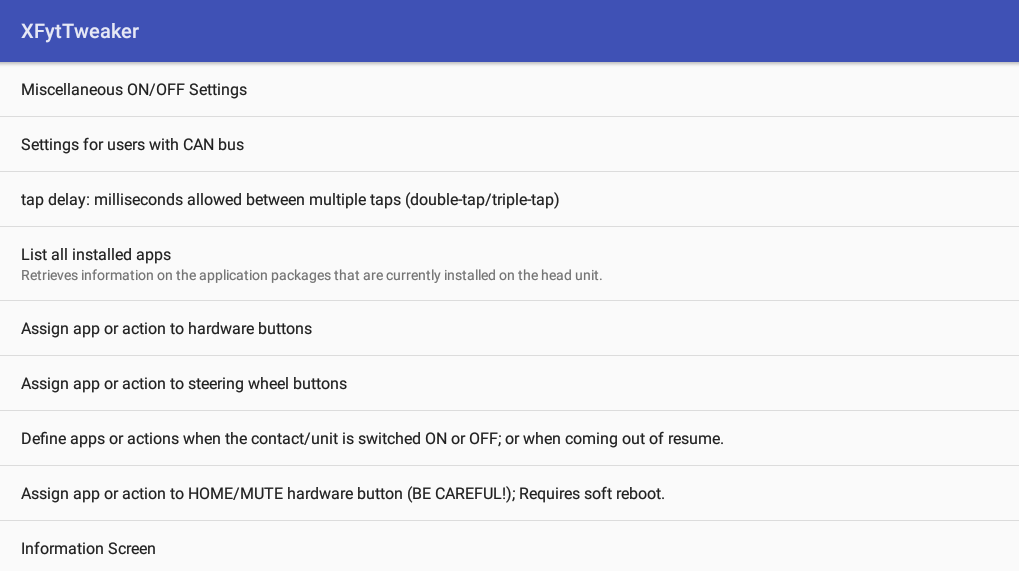 XFytTweaker
Miscellaneous ON/OFF Settings
Settings for users with CAN bus
tap delay: milliseconds allowed between multiple taps (double-tap/triple-tap)
List all installed apps
Retrieves information on the application packages that are currently installed on the head unit.
Assign app or action to hardware buttons
Assign app or action to steering wheel buttons
Define apps or actions when the contact/unit is switched ON or OFF; or when coming out of resume.
Assign app or action to HOME/MUTE hardware button (BE CAREFUL!); Requires soft reboot.
Information Screen